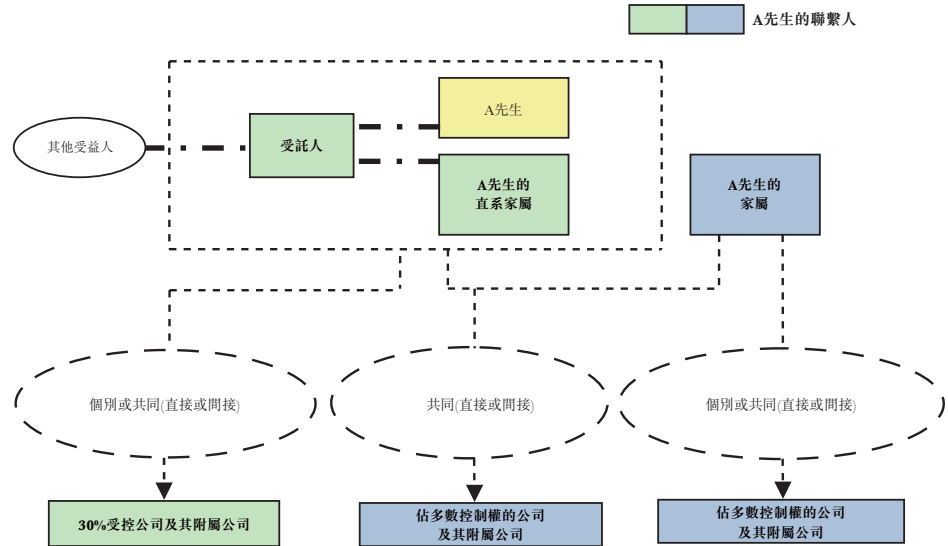 A先生的聯繫人
A先生
其他受益人
受託人
A先生的
直系家屬
A先生的
家屬
個別或共同(直接或間接)
共同(直接或間接)
個別或共同(直接或間接)
30%受控公司及其附屬公司
佔多數控制權的公司
及其附屬公司
佔多數控制權的公司
及其附屬公司